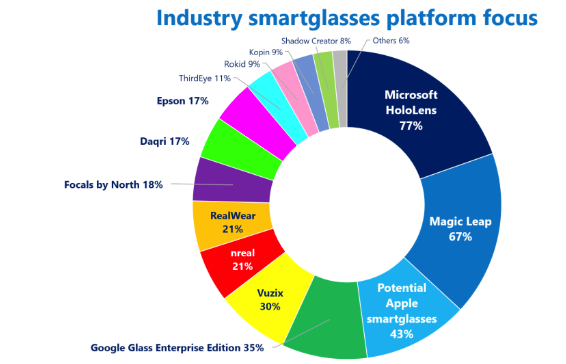 Industry smartglasses platform focus
Shadow Creator 8%
Others 6%
Kopin 9%
Rokid 9%
ThirdEye 11%
Epson 17%
Daqri 17%
Focals by North 18%
RealWear
21%
nreal
21%
Vuzix
30%
Google Glass Enterprise Edition 35%
Potential
Apple
smartglasses
43%
Magic Leap
67%
Microsoft
HoloLens
77%